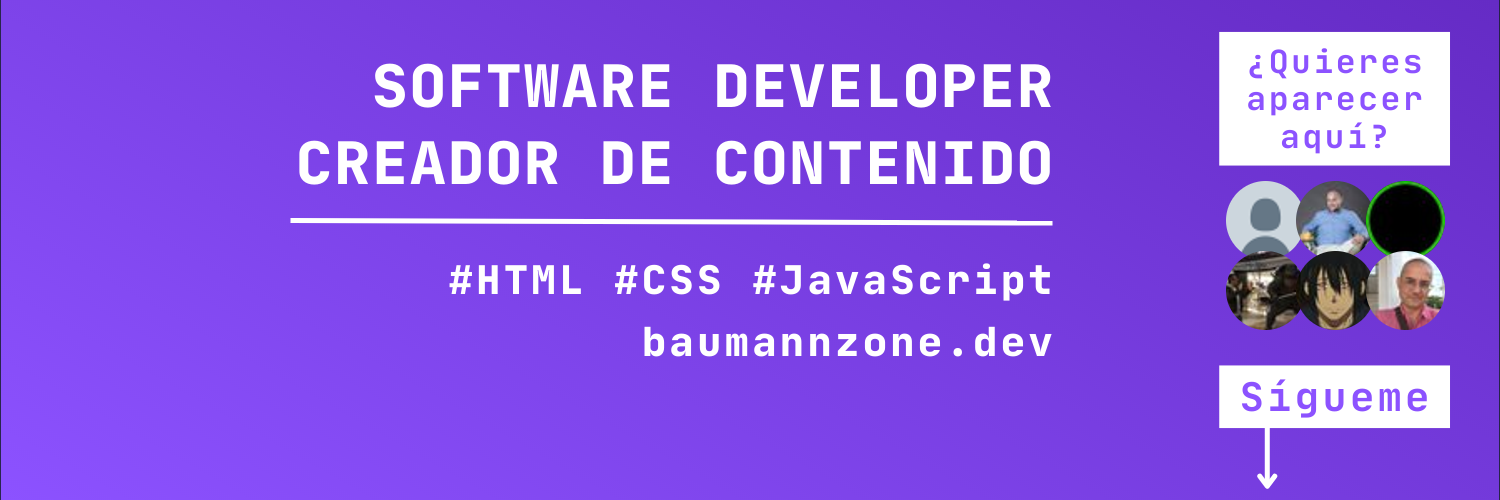 SOFTWARE DEVELOPER
CREADOR DE CONTENIDO
#HTML #CSS #JavaScript
baumannzone.dev
¿Quieres
aparecer
aquí?
Sígueme